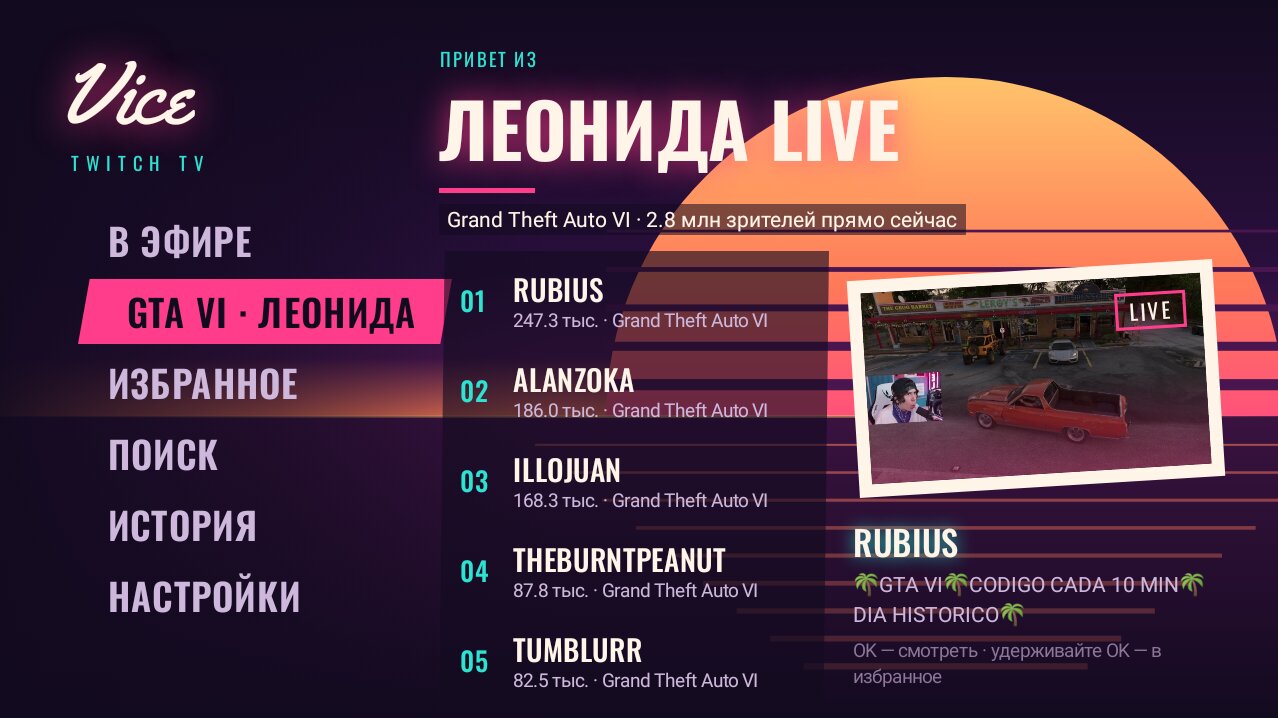 Vice
TWITCH TV
В ЭФИРЕ
GTA VI · ЛЕОНИДА
ИЗБРАННОЕ
ПОИСК
ИСТОРИЯ
НАСТРОЙКИ
ПРИВЕТ ИЗ
ЛЕОНИДА LIVE
Grand Theft Auto VI · 2.8 млн зрителей прямо сейчас
01 RUBIUS
247.3 тыс. · Grand Theft Auto VI
02 ALANZOKA
186.0 тыс. · Grand Theft Auto VI
03 ILLOJUAN
168.3 тыс. · Grand Theft Auto VI
04 THEBURNTPEANUT
87.8 тыс. · Grand Theft Auto VI
05 TUMBLURR
82.5 тыс. · Grand Theft Auto VI
LIVE
RUBIUS
🌴GTA VI🌴CODIGO CADA 10 MIN🌴
DIA HISTORICO🌴
OK — смотреть · удерживайте OK — в
избранное